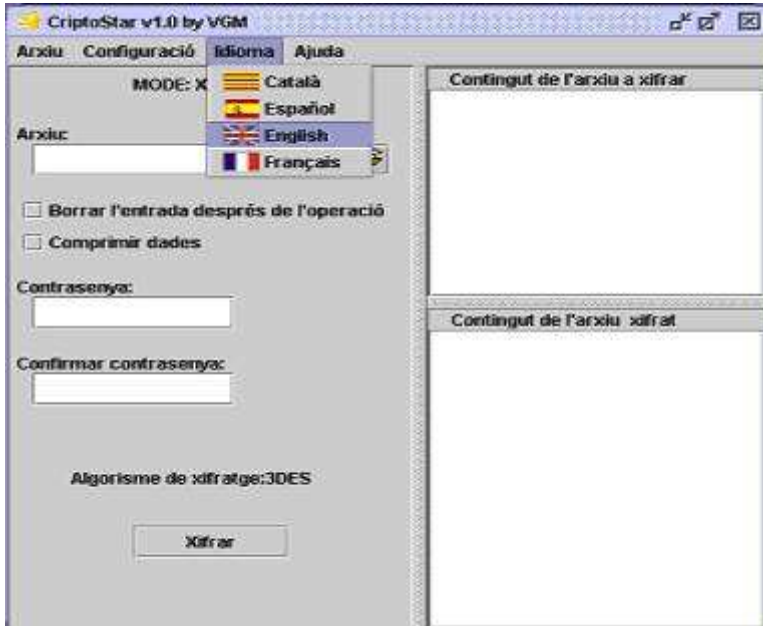 CriptoStar v1.0 by VGM
Arxiu Configuració Idioma Ajuda
MODE: X
Català
Español
English
Français
Arxiu:
Borrar l'entrada després de l'operació
Comprimir dades
Contrasenya:
Confirmar contrasenya:
Algorisme de xifratge:3DES
Xifrar
Contingut de l'arxiu a xifrar
Contingut de l'arxiu xifrat